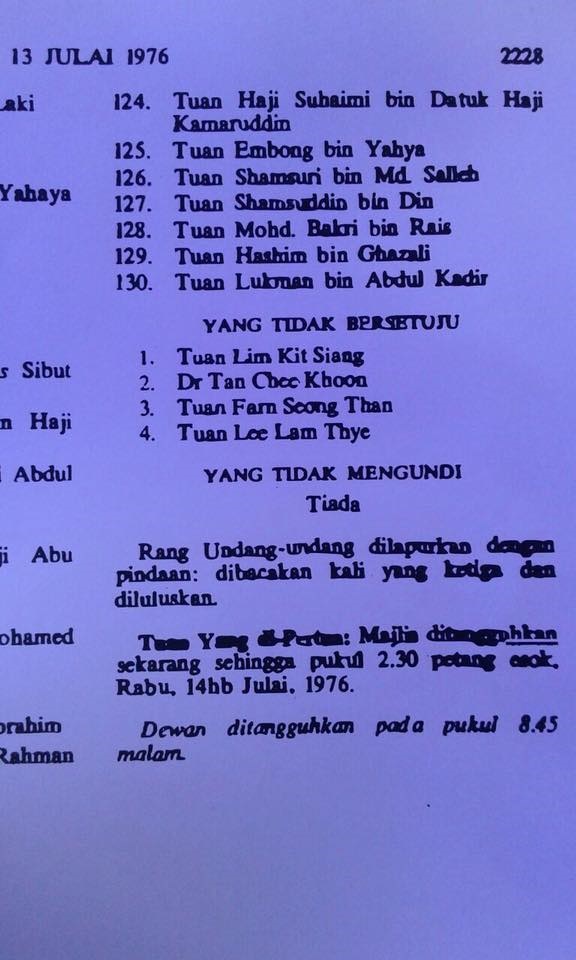 13 JULAI 1976 2228
Laki
Yahaya
s Sibut
n Haji
i Abdul
ji Abu
ohamed
brahim
Rahman
124. Tuan Haji Suhaimi bin Datuk Haji
Kamaruddin
125. Tuan Embong bin Yahya
126. Tuan Shamsuri bin Md. Salleh
127. Tuan Shamsuddin bin Din
128. Tuan Mohd. Bakri bin Rais
129. Tuan Hashim bin Ghazali
130. Tuan Lukman bin Abdul Kadir
YANG TIDAK BERSETUJU
1. Tuan Lim Kit Siang
2. Dr Tan Chee Khoon
3. Tuan Farn Seong Than
4. Tuan Lee Lam Thye
YANG TIDAK MENGUNDI
Tiada
Rang Undang-undang dilapurkan dengan
pindaan: dibacakan kali yang ketiga dan
diluluskan.
Tuan Yang di-Pertua: Majlis ditangguhkan
sekarang sehingga pukul 2.30 petang esok,
Rabu, 14hb Julai, 1976.
Dewan ditangguhkan pada pukul 8.45
malam.